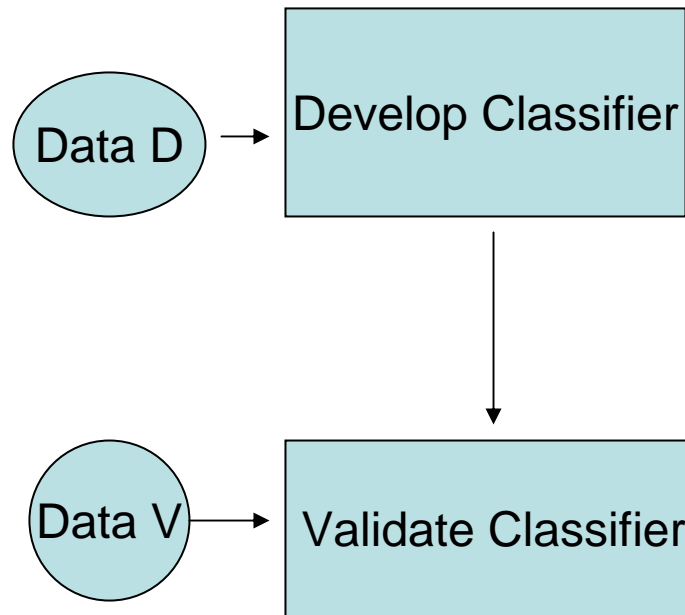 Data D
Develop Classifier
Data V
Validate Classifier